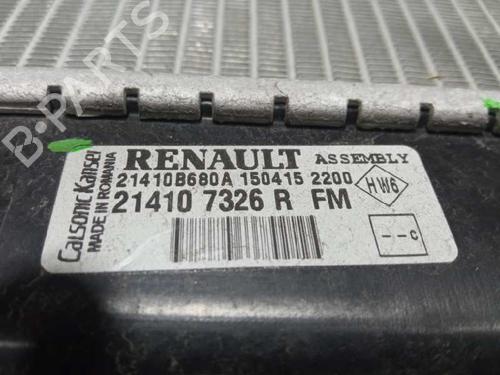 B-PARTS
RENAULT ASSEMBLY
21410B680A 150415 2200
21410 7326 R FM
HW6
--C
Calsonic Kansei
MADE IN ROMANIA